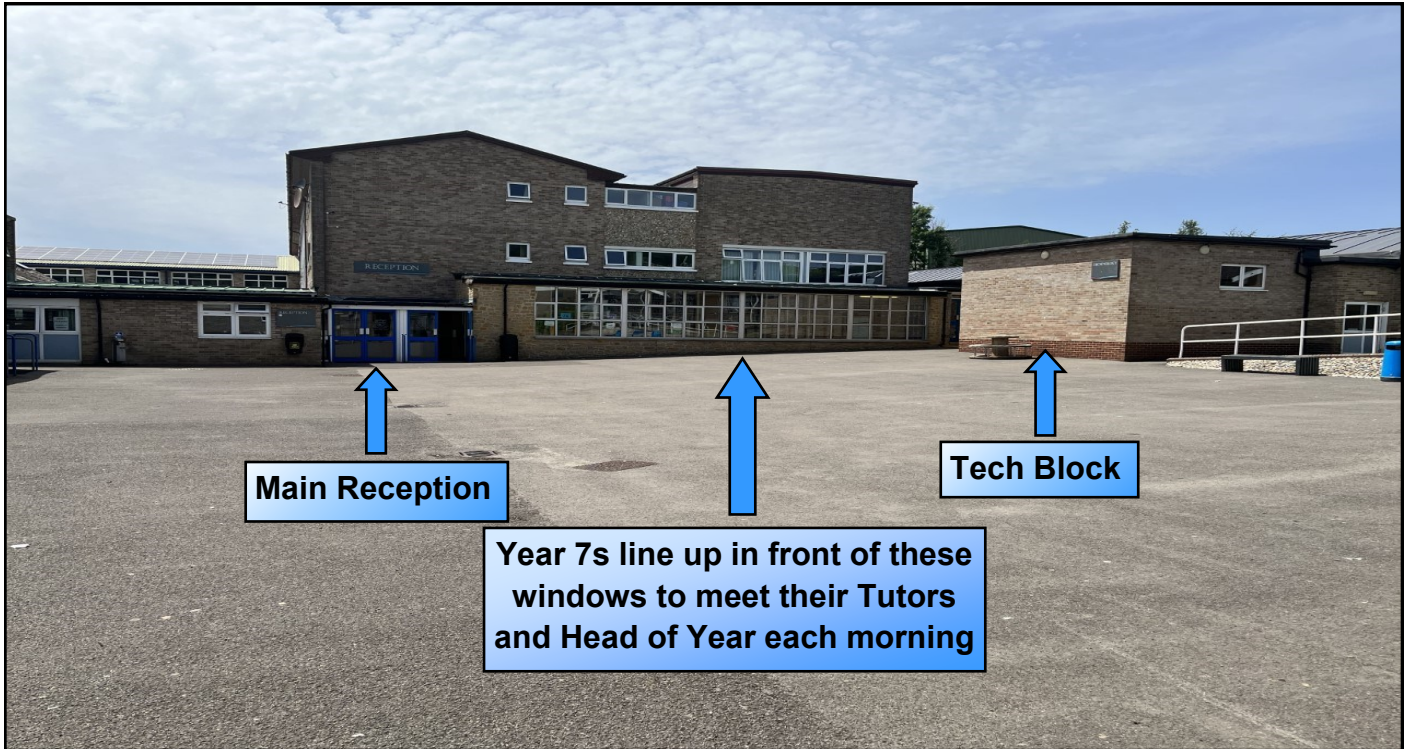 RECEPTION
Main Reception
Tech Block
Year 7s line up in front of these
windows to meet their Tutors
and Head of Year each morning